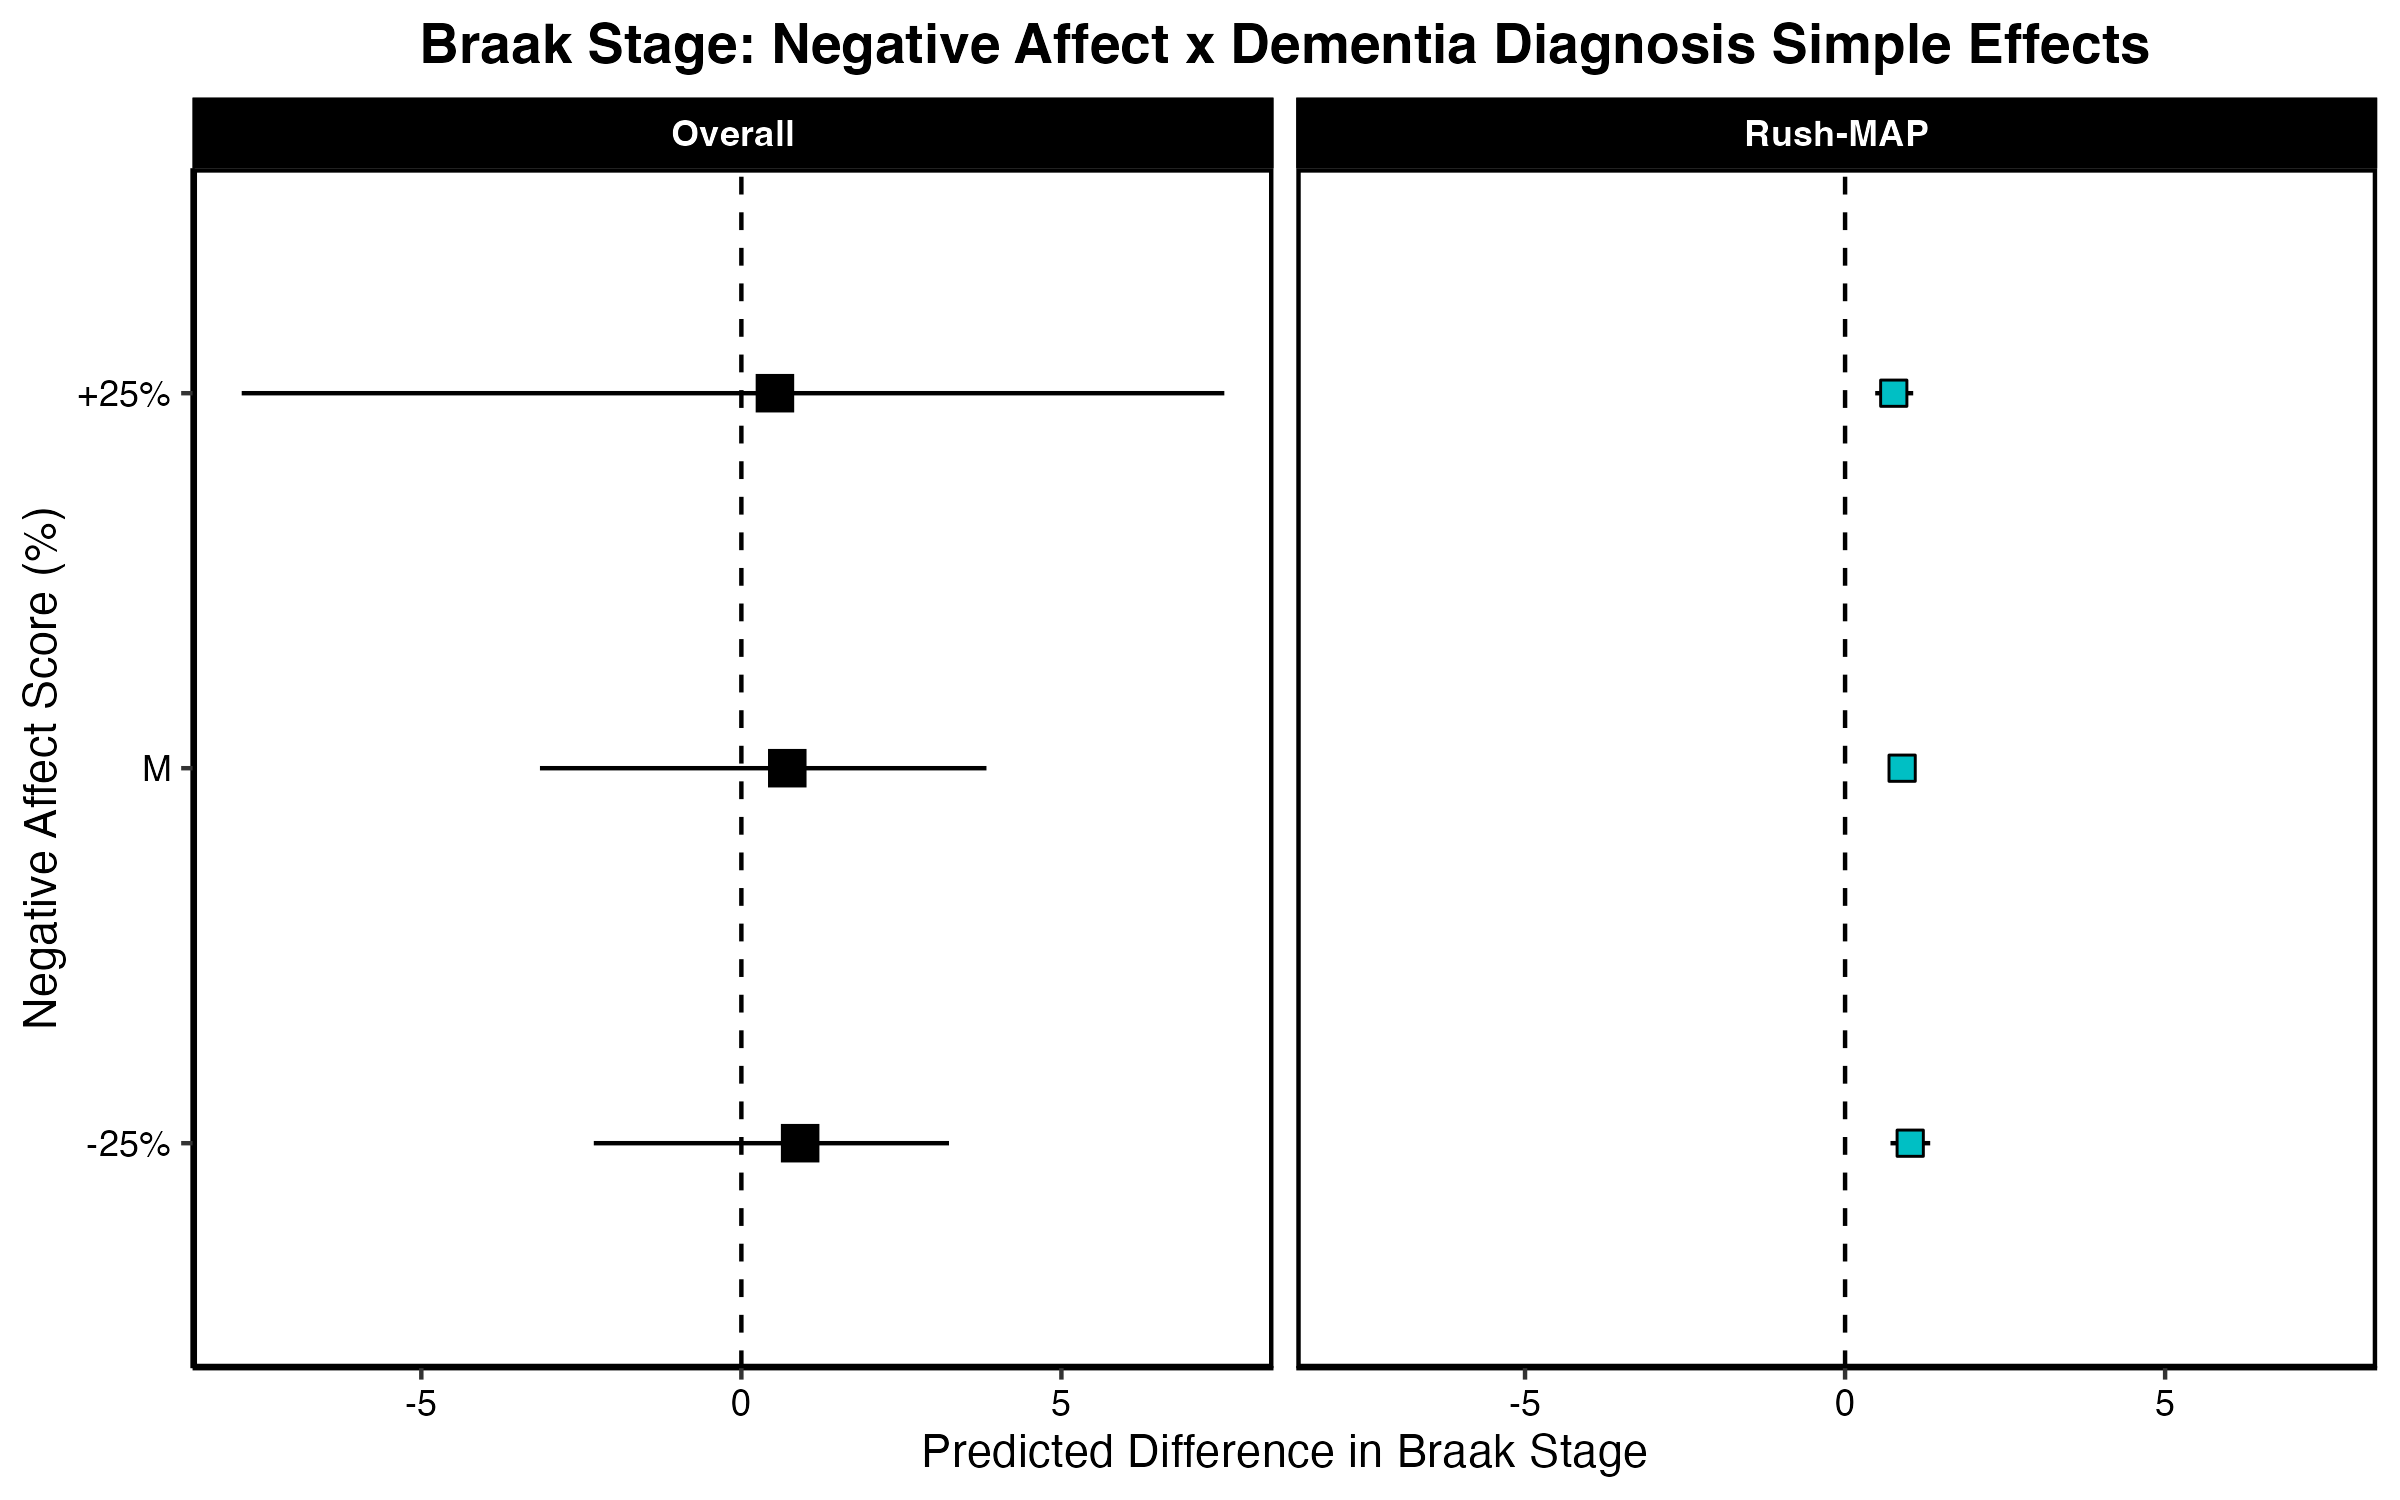 Braak Stage: Negative Affect x Dementia Diagnosis Simple Effects
Overall
Rush-MAP
Negative Affect Score (%)
+25%
M
-25%
-5 0 5
-5 0 5
Predicted Difference in Braak Stage